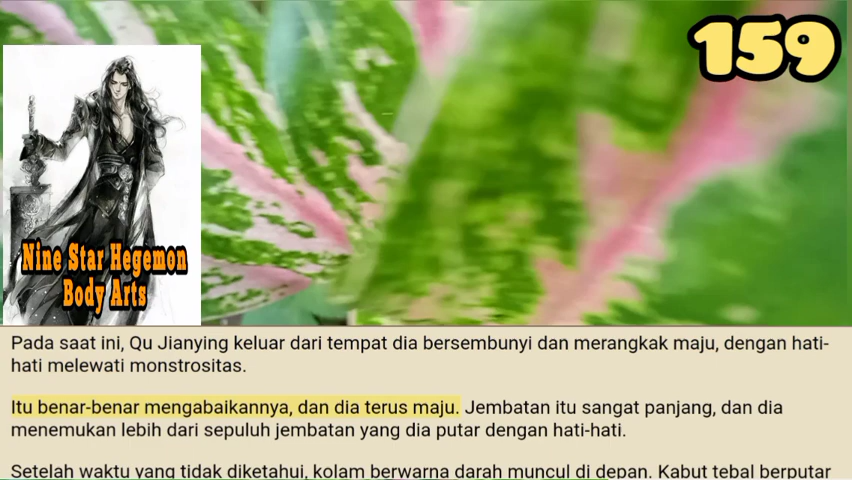 159
Nine Star Hegemon
Body Arts
Pada saat ini, Qu Jianying keluar dari tempat dia bersembunyi dan merangkak maju, dengan hati-
hati melewati monstrositas.
Itu benar-benar mengabaikannya, dan dia terus maju. Jembatan itu sangat panjang, dan dia
menemukan lebih dari sepuluh jembatan yang dia putar dengan hati-hati.
Setelah waktu yang tidak diketahui, kolam berwarna darah muncul di depan. Kabut tebal berputar